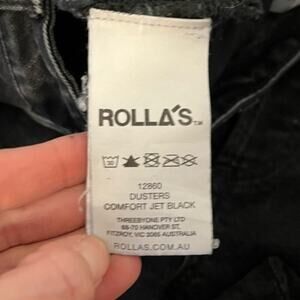 ROLLA'S™
30
12860
DUSTERS
COMFORT JET BLACK
THREEBYONE PTY LTD
68-70 HANOVER ST,
FITZROY, VIC 3065 AUSTRALIA
ROLLAS.COM.AU